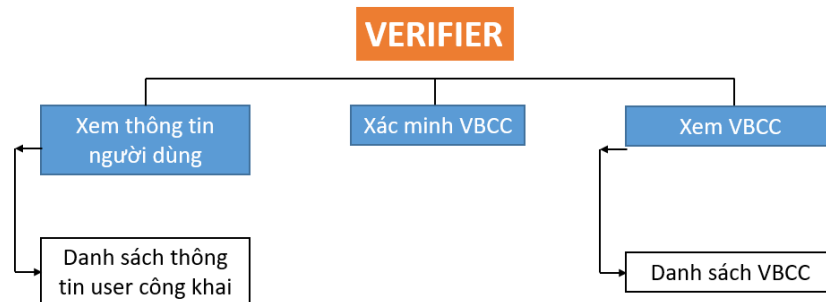 VERIFIER
Xem thông tin
người dùng
Xác minh VBCC
Xem VBCC
Danh sách thông
tin user công khai
Danh sách VBCC